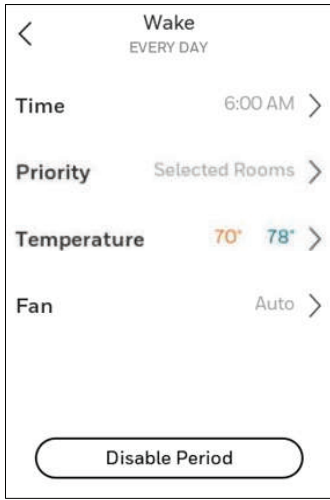 Wake
EVERY DAY
Time 6:00 AM
Priority Selected Rooms
Temperature 70° 78°
Fan Auto
Disable Period